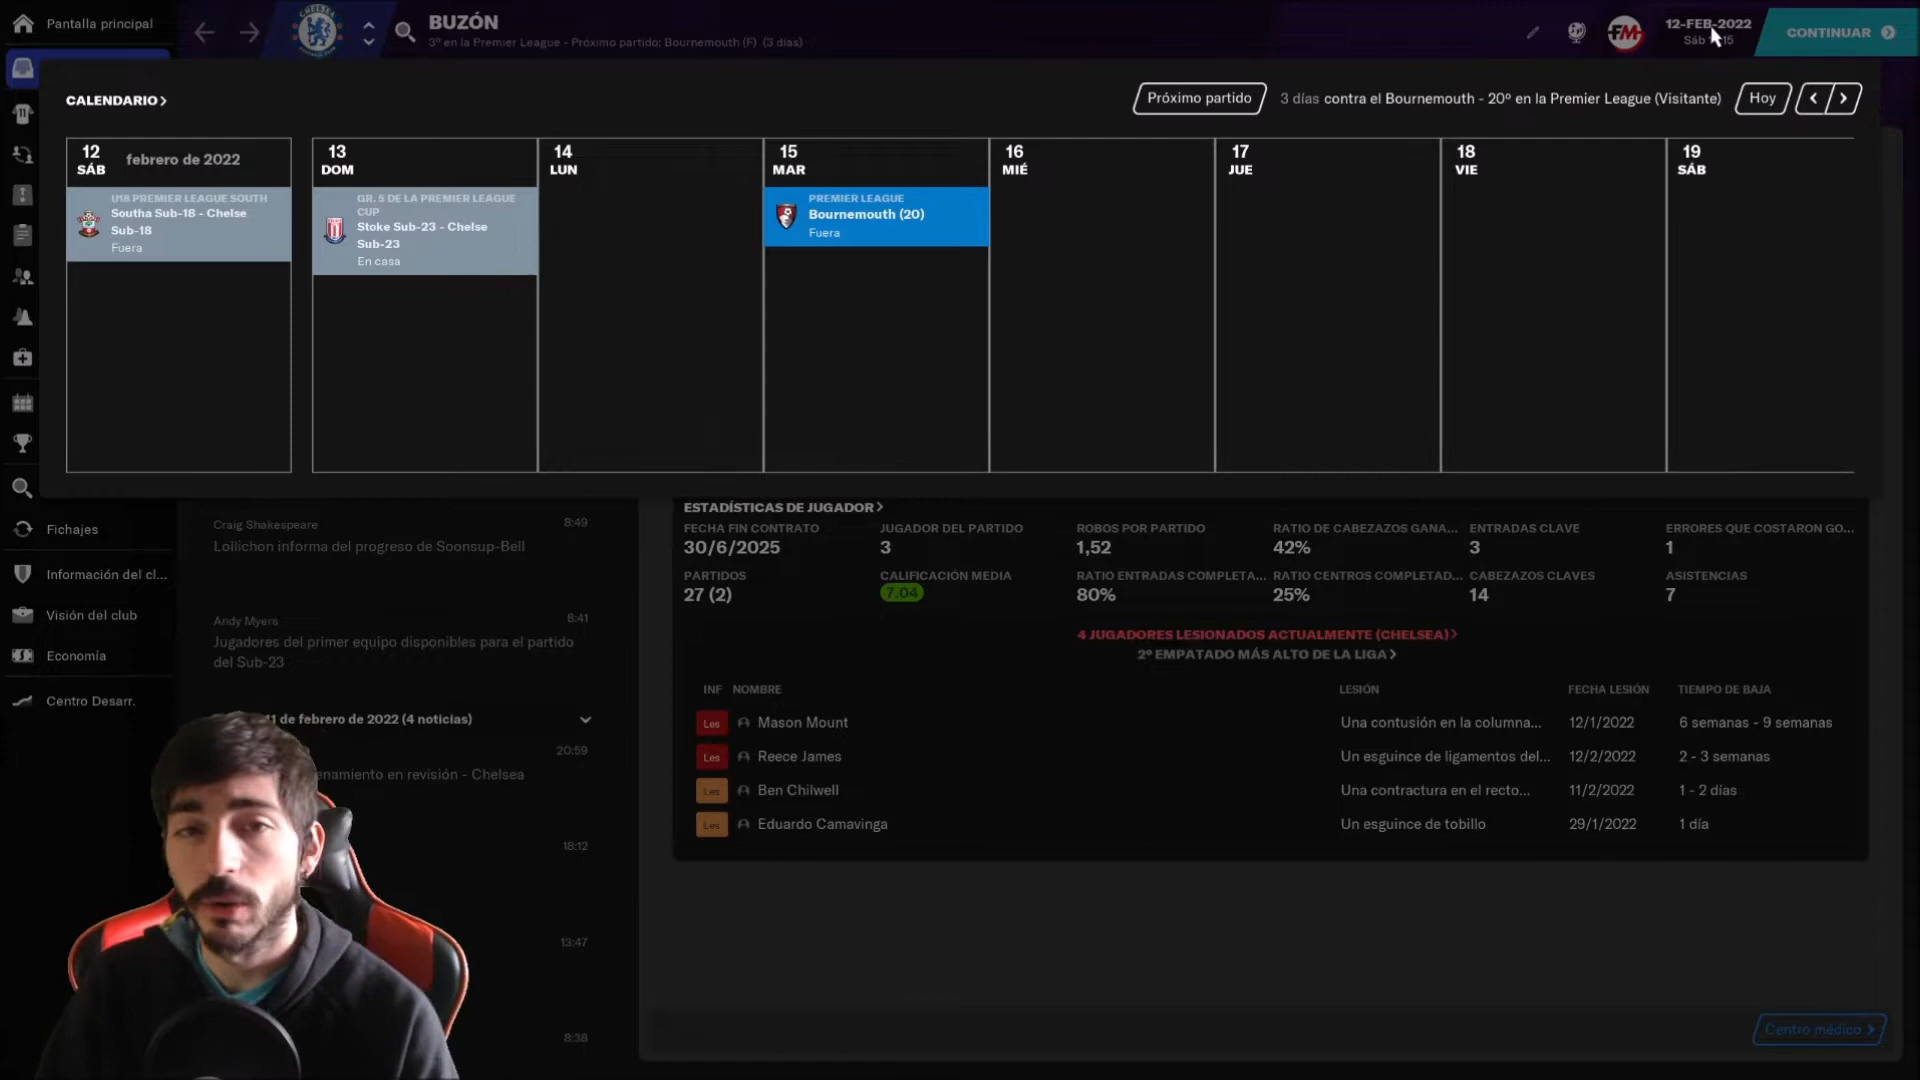 Pantalla principal
BUZÓN
3º en la Premier League - Próximo partido: Bournemouth (F) (3 días)
FM
12-FEB-2022
Sáb
15
CONTINUAR
CALENDARIO
Próximo partido
3 días contra el Bournemouth - 20º en la Premier League (Visitante)
Hoy
12
SÁB
febrero de 2022
U18 PREMIER LEAGUE SOUTH
Southa Sub-18 - Chelse
Sub-18
Fuera
13
DOM
GR. 5 DE LA PREMIER LEAGUE
CUP
Stoke Sub-23 - Chelse
Sub-23
En casa
14
LUN
15
MAR
PREMIER LEAGUE
Bournemouth (20)
Fuera
16
MIÉ
17
JUE
18
VIE
19
SÁB
Fichajes
Información del cl...
Visión del club
Economía
Centro Desarr.
Craig Shakespeare
8:49
Lollichon informa del progreso de Soonsup-Bell
Andy Myers
8:41
Jugadores del primer equipo disponibles para el partido
del Sub-23
11 de febrero de 2022 (4 noticias)
20:59
enamiento en revisión - Chelsea
18:12
13:47
8:38
ESTADÍSTICAS DE JUGADOR
FECHA FIN CONTRATO
30/6/2025
JUGADOR DEL PARTIDO
3
ROBOS POR PARTIDO
1,52
RATIO DE CABEZAZOS GANA...
42%
ENTRADAS CLAVE
3
ERRORES QUE COSTARON GO...
1
PARTIDOS
27 (2)
CALIFICACIÓN MEDIA
7.04
RATIO ENTRADAS COMPLETA...
80%
RATIO CENTROS COMPLETAD...
25%
CABEZAZOS CLAVES
14
ASISTENCIAS
7
4 JUGADORES LESIONADOS ACTUALMENTE (CHELSEA)
2º EMPATADO MÁS ALTO DE LA LIGA
INF NOMBRE LESIÓN FECHA LESIÓN TIEMPO DE BAJA
Les Mason Mount Una contusión en la columna... 12/1/2022 6 semanas - 9 semanas
Les Reece James Un esguince de ligamentos del... 12/2/2022 2 - 3 semanas
Les Ben Chilwell Una contractura en el recto... 11/2/2022 1 - 2 días
Les Eduardo Camavinga Un esguince de tobillo 29/1/2022 1 día
Centro médico